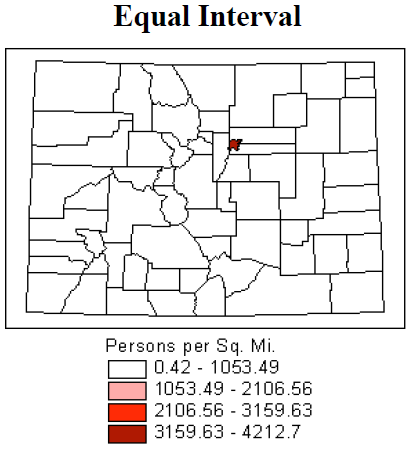 Equal Interval
Persons per Sq. Mi.
0.42 - 1053.49
1053.49 - 2106.56
2106.56 - 3159.63
3159.63 - 4212.7